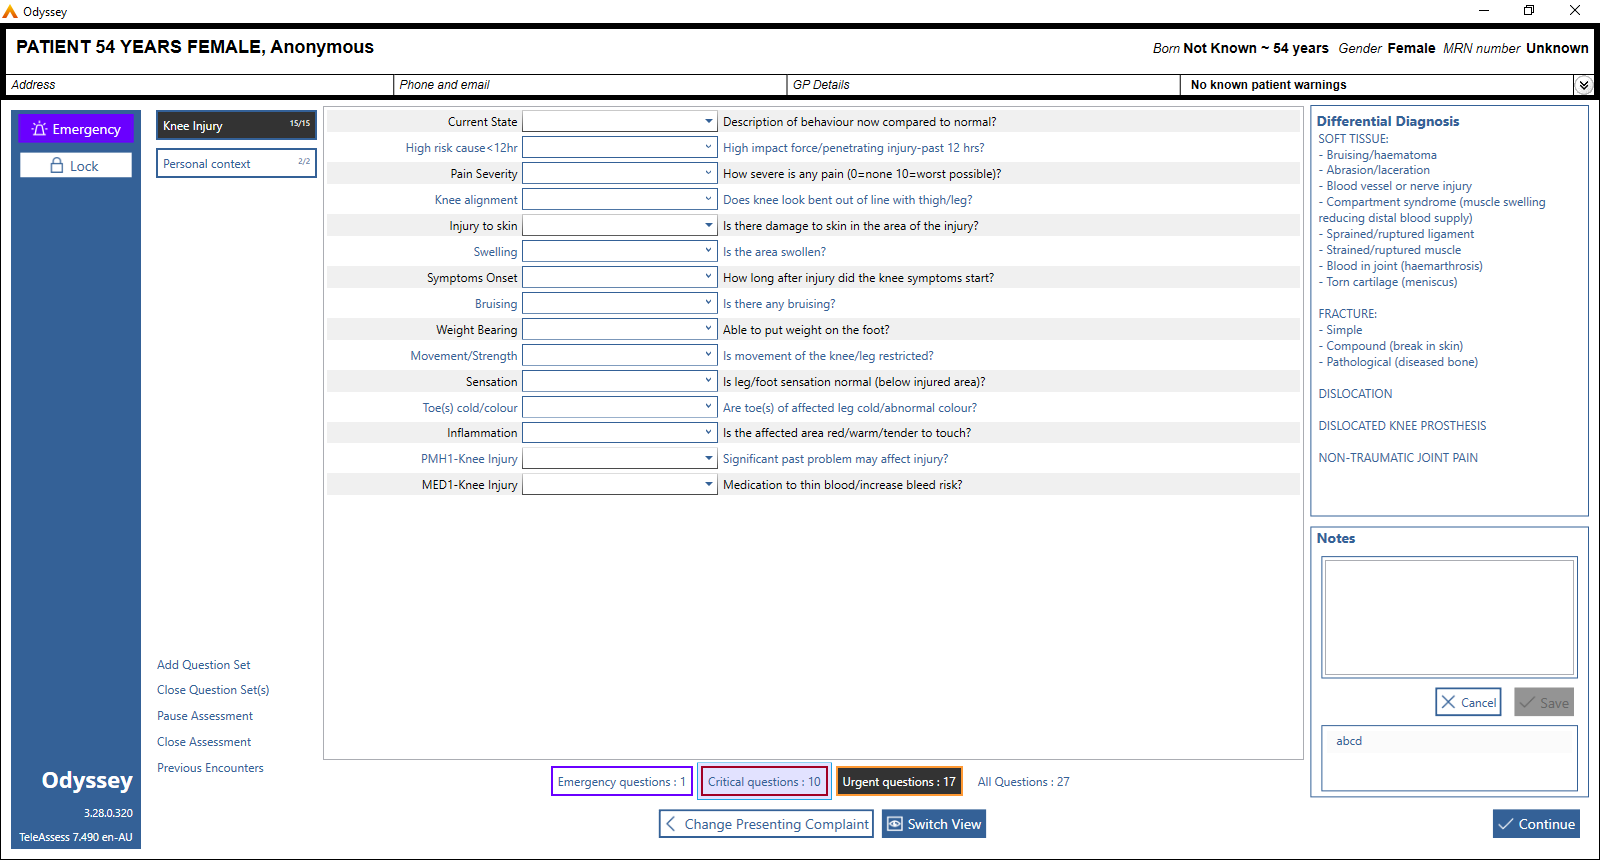 Odyssey
PATIENT 54 YEARS FEMALE, Anonymous
Born Not Known ~ 54 years Gender Female MRN number Unknown
Address
Phone and email
GP Details
No known patient warnings
Emergency
Lock
Knee Injury 15/15
Personal context 2/2
Current State Description of behaviour now compared to normal?
High risk cause<12hr High impact force/penetrating injury-past 12 hrs?
Pain Severity How severe is any pain (0=none 10=worst possible)?
Knee alignment Does knee look bent out of line with thigh/leg?
Injury to skin Is there damage to skin in the area of the injury?
Swelling Is the area swollen?
Symptoms Onset How long after injury did the knee symptoms start?
Bruising Is there any bruising?
Weight Bearing Able to put weight on the foot?
Movement/Strength Is movement of the knee/leg restricted?
Sensation Is leg/foot sensation normal (below injured area)?
Toe(s) cold/colour Are toe(s) of affected leg cold/abnormal colour?
Inflammation Is the affected area red/warm/tender to touch?
PMH1-Knee Injury Significant past problem may affect injury?
MED1-Knee Injury Medication to thin blood/increase bleed risk?
Differential Diagnosis
SOFT TISSUE:
- Bruising/haematoma
- Abrasion/laceration
- Blood vessel or nerve injury
- Compartment syndrome (muscle swelling
reducing distal blood supply)
- Sprained/ruptured ligament
- Strained/ruptured muscle
- Blood in joint (haemarthrosis)
- Torn cartilage (meniscus)
FRACTURE:
- Simple
- Compound (break in skin)
- Pathological (diseased bone)
DISLOCATION
DISLOCATED KNEE PROSTHESIS
NON-TRAUMATIC JOINT PAIN
Notes
Cancel
Save
abcd
Add Question Set
Close Question Set(s)
Pause Assessment
Close Assessment
Previous Encounters
Odyssey
3.28.0.320
TeleAssess 7.490 en-AU
Emergency questions : 1
Critical questions : 10
Urgent questions : 17
All Questions : 27
Change Presenting Complaint
Switch View
Continue